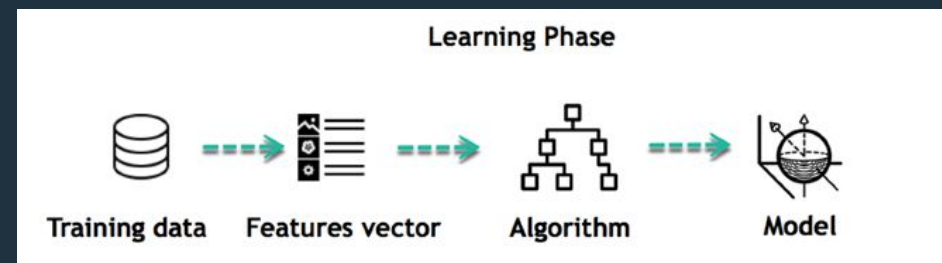 Learning Phase
Training data
Features vector
Algorithm
Model